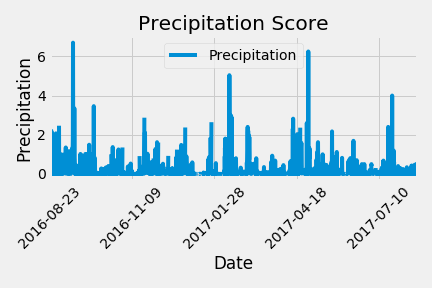 Precipitation Score
Precipitation
Precipitation
6
4
2
0
2016-08-23
2016-11-09
2017-01-28
2017-04-18
2017-07-10
Date